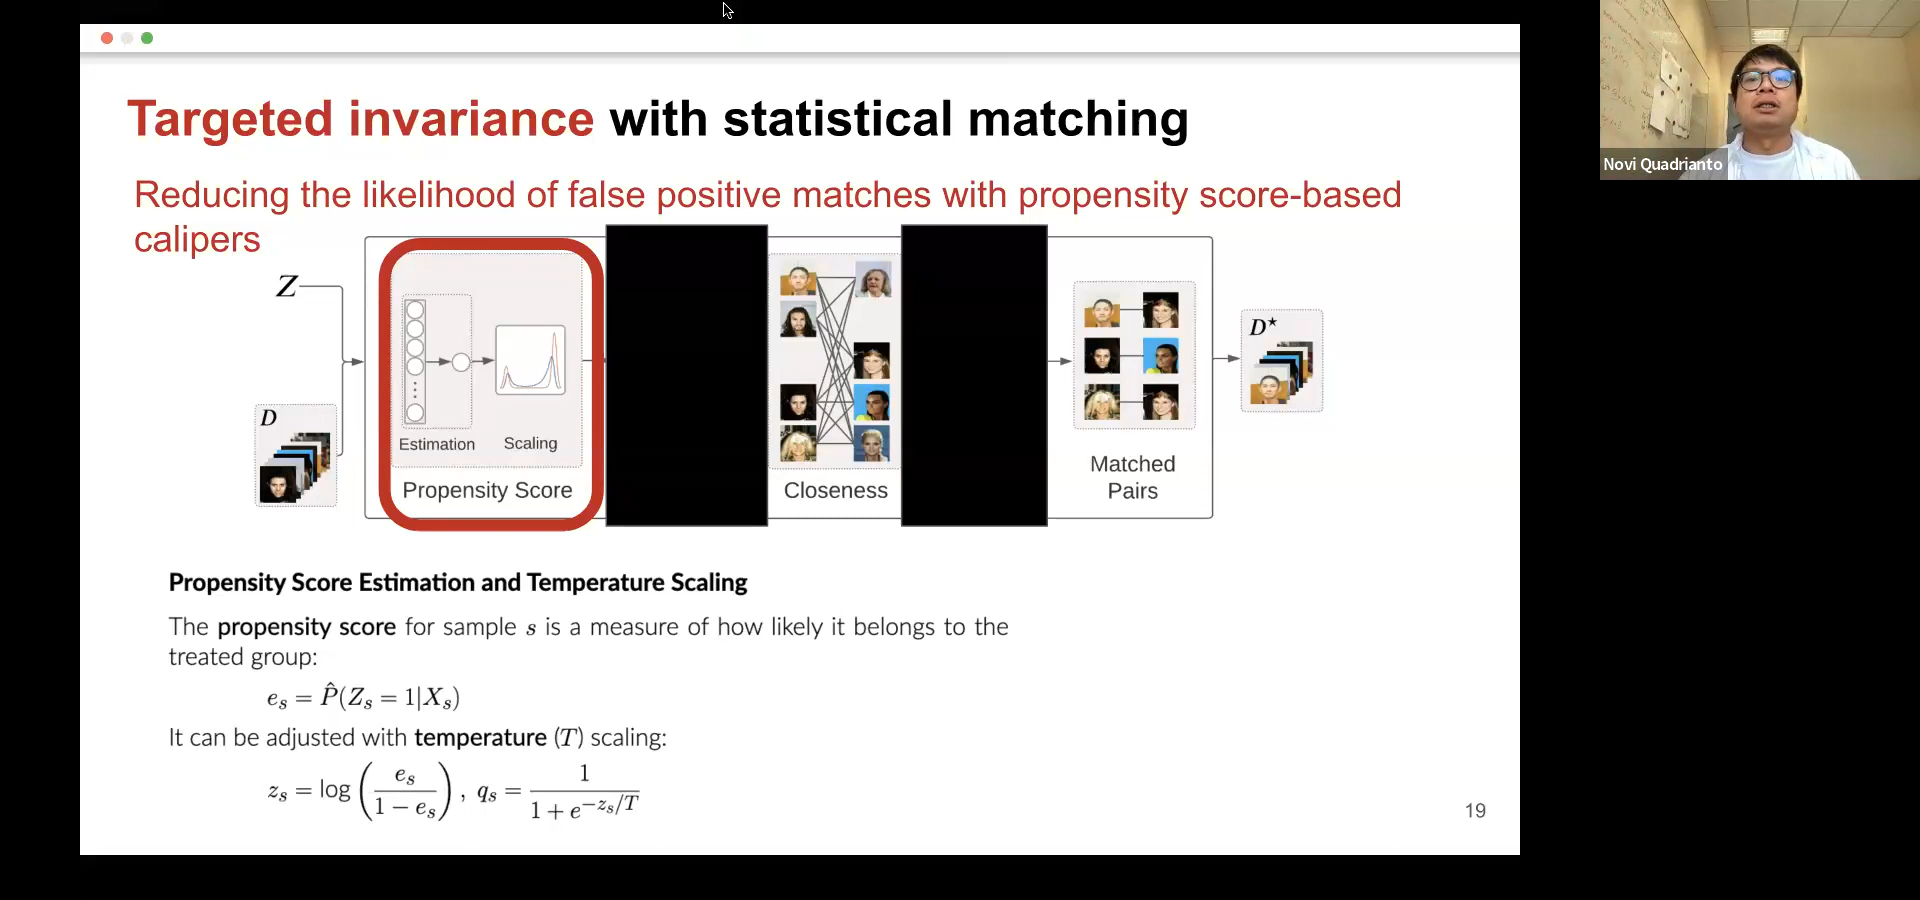 Targeted invariance with statistical matching
Reducing the likelihood of false positive matches with propensity score-based
calipers
Z
D
Estimation
Scaling
Propensity Score
Closeness
Matched
Pairs
D★
Propensity Score Estimation and Temperature Scaling
The propensity score for sample s is a measure of how likely it belongs to the
treated group:
e_s = P̂(Z_s = 1|X_s)
It can be adjusted with temperature (T) scaling:
z_s = log(e_s / (1 − e_s)), q_s = 1 / (1 + e^{−z_s/T})
19
Novi Quadrianto